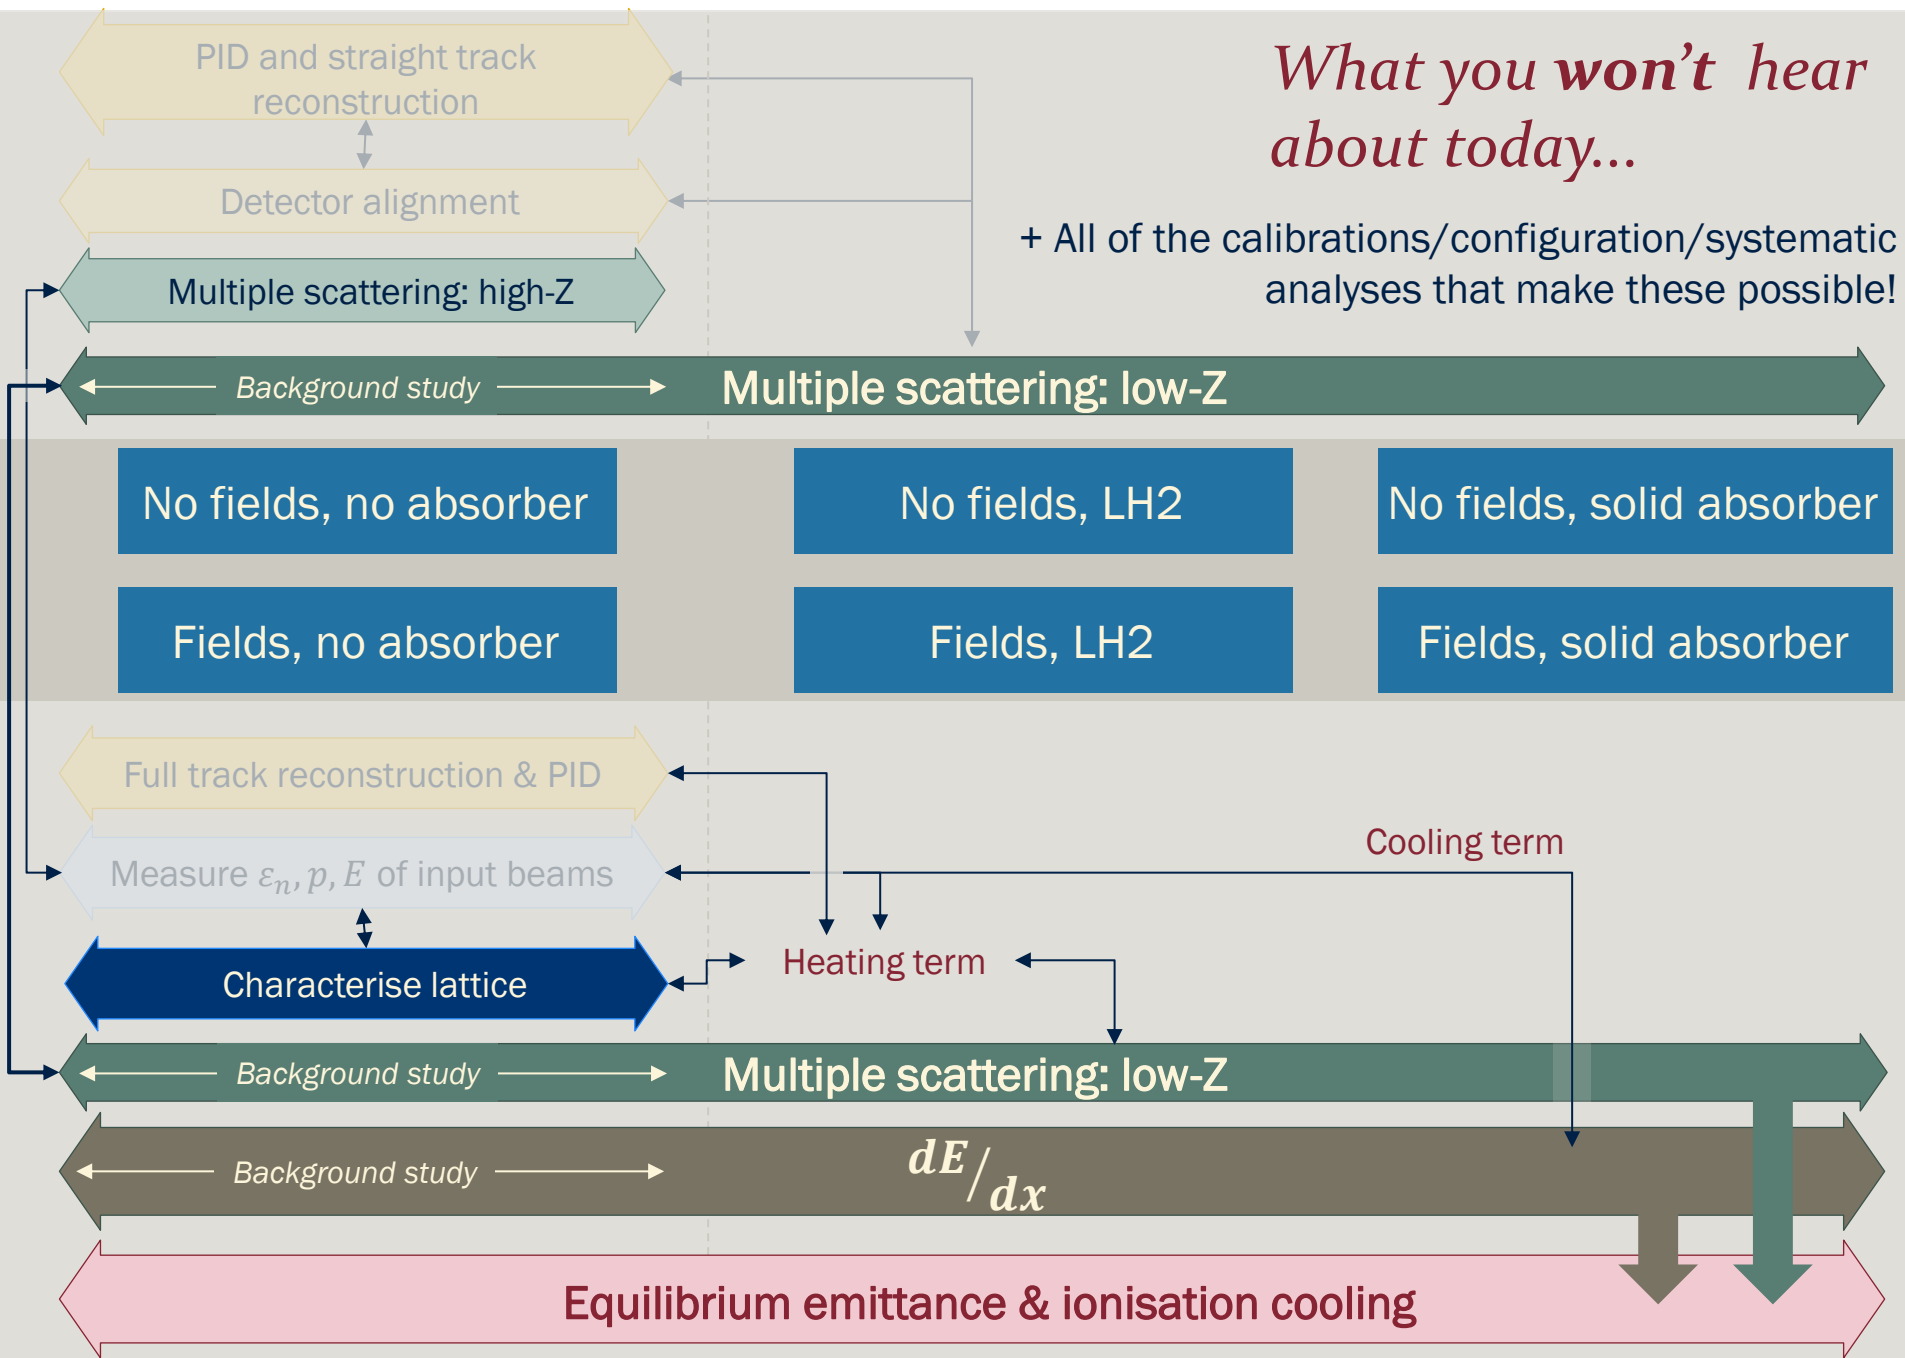 PID and straight track
reconstruction
What you won't hear
about today...
Detector alignment
+ All of the calibrations/configuration/systematic
analyses that make these possible!
Multiple scattering: high-Z
Background study
Multiple scattering: low-Z
No fields, no absorber
No fields, LH2
No fields, solid absorber
Fields, no absorber
Fields, LH2
Fields, solid absorber
Full track reconstruction & PID
Cooling term
Measure εₙ, p, E of input beams
Heating term
Characterise lattice
Background study
Multiple scattering: low-Z
Background study
dE/dx
Equilibrium emittance & ionisation cooling